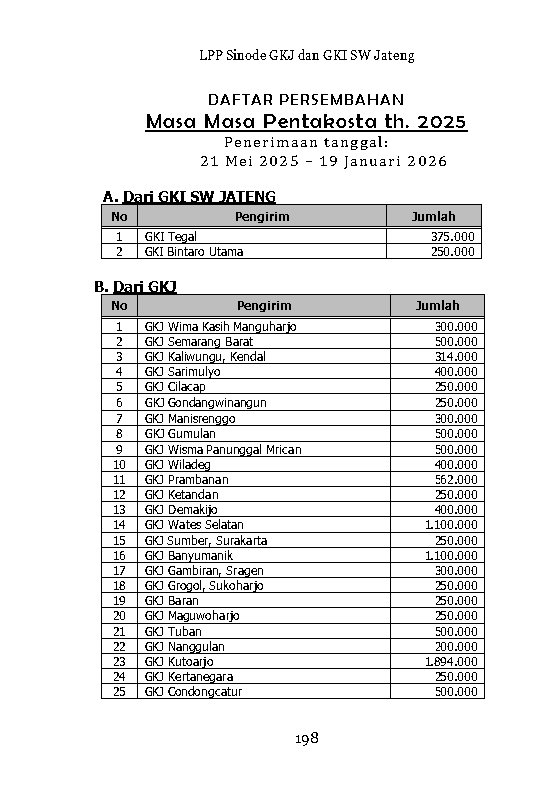 LPP Sinode GKJ dan GKI SW Jateng
DAFTAR PERSEMBAHAN
Masa Masa Pentakosta th. 2025
Penerimaan tanggal:
21 Mei 2025 – 19 Januari 2026
A. Dari GKI SW JATENG
No Pengirim Jumlah
1 GKI Tegal 375.000
2 GKI Bintaro Utama 250.000
B. Dari GKJ
No Pengirim Jumlah
1 GKJ Wima Kasih Manguharjo 300.000
2 GKJ Semarang Barat 500.000
3 GKJ Kaliwungu, Kendal 314.000
4 GKJ Sarimulyo 400.000
5 GKJ Cilacap 250.000
6 GKJ Gondangwinangun 250.000
7 GKJ Manisrenggo 300.000
8 GKJ Gumulan 500.000
9 GKJ Wisma Panunggal Mrican 500.000
10 GKJ Wiladeg 400.000
11 GKJ Prambanan 562.000
12 GKJ Ketandan 250.000
13 GKJ Demakijo 400.000
14 GKJ Wates Selatan 1.100.000
15 GKJ Sumber, Surakarta 250.000
16 GKJ Banyumanik 1.100.000
17 GKJ Gambiran, Sragen 300.000
18 GKJ Grogol, Sukoharjo 250.000
19 GKJ Baran 250.000
20 GKJ Maguwoharjo 250.000
21 GKJ Tuban 500.000
22 GKJ Nanggulan 200.000
23 GKJ Kutoarjo 1.894.000
24 GKJ Kertanegara 250.000
25 GKJ Condongcatur 500.000
198